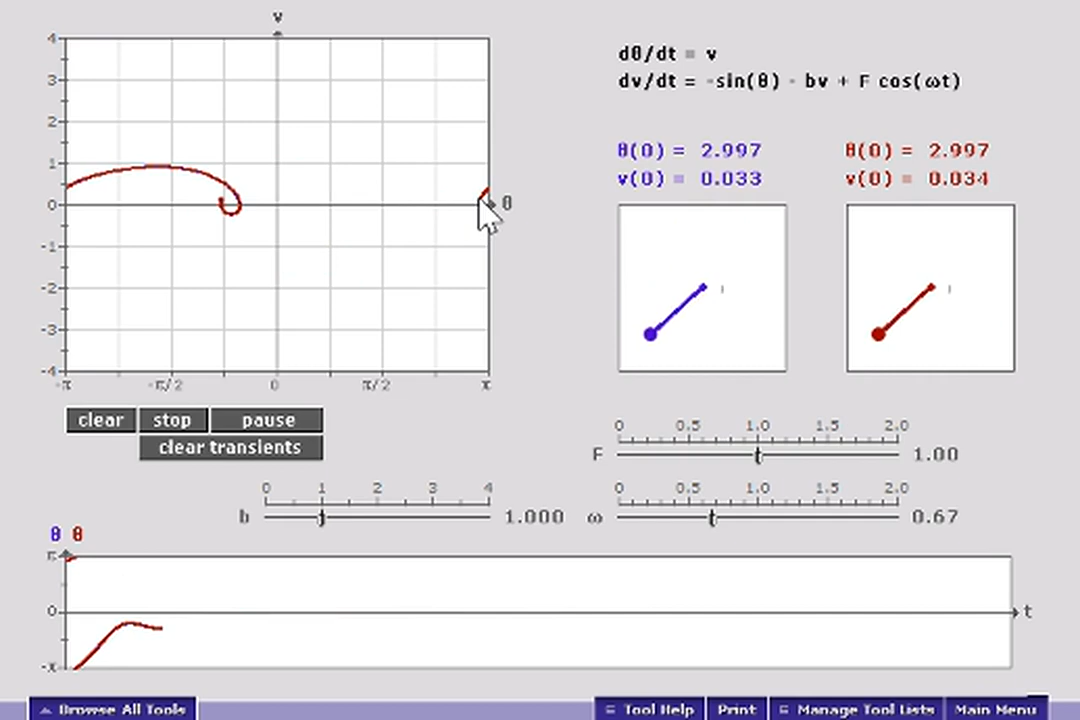 v
dθ/dt = v
dv/dt = -sin(θ) - bv + F cos(ωt)
θ(0) = 2.997
v(0) = 0.033
θ(0) = 2.997
v(0) = 0.034
4
3
2
1
0
-1
-2
-3
-4
θ
-π -π/2 0 π/2 π
clear stop pause
clear transients
0 0.5 1.0 1.5 2.0
F 1.00
0 1 2 3 4
b 1.000
0 0.5 1.0 1.5 2.0
ω 0.67
θ θ
π
0
-π
t
Browse All Tools
Tool Help Print Manage Tool Lists Main Menu